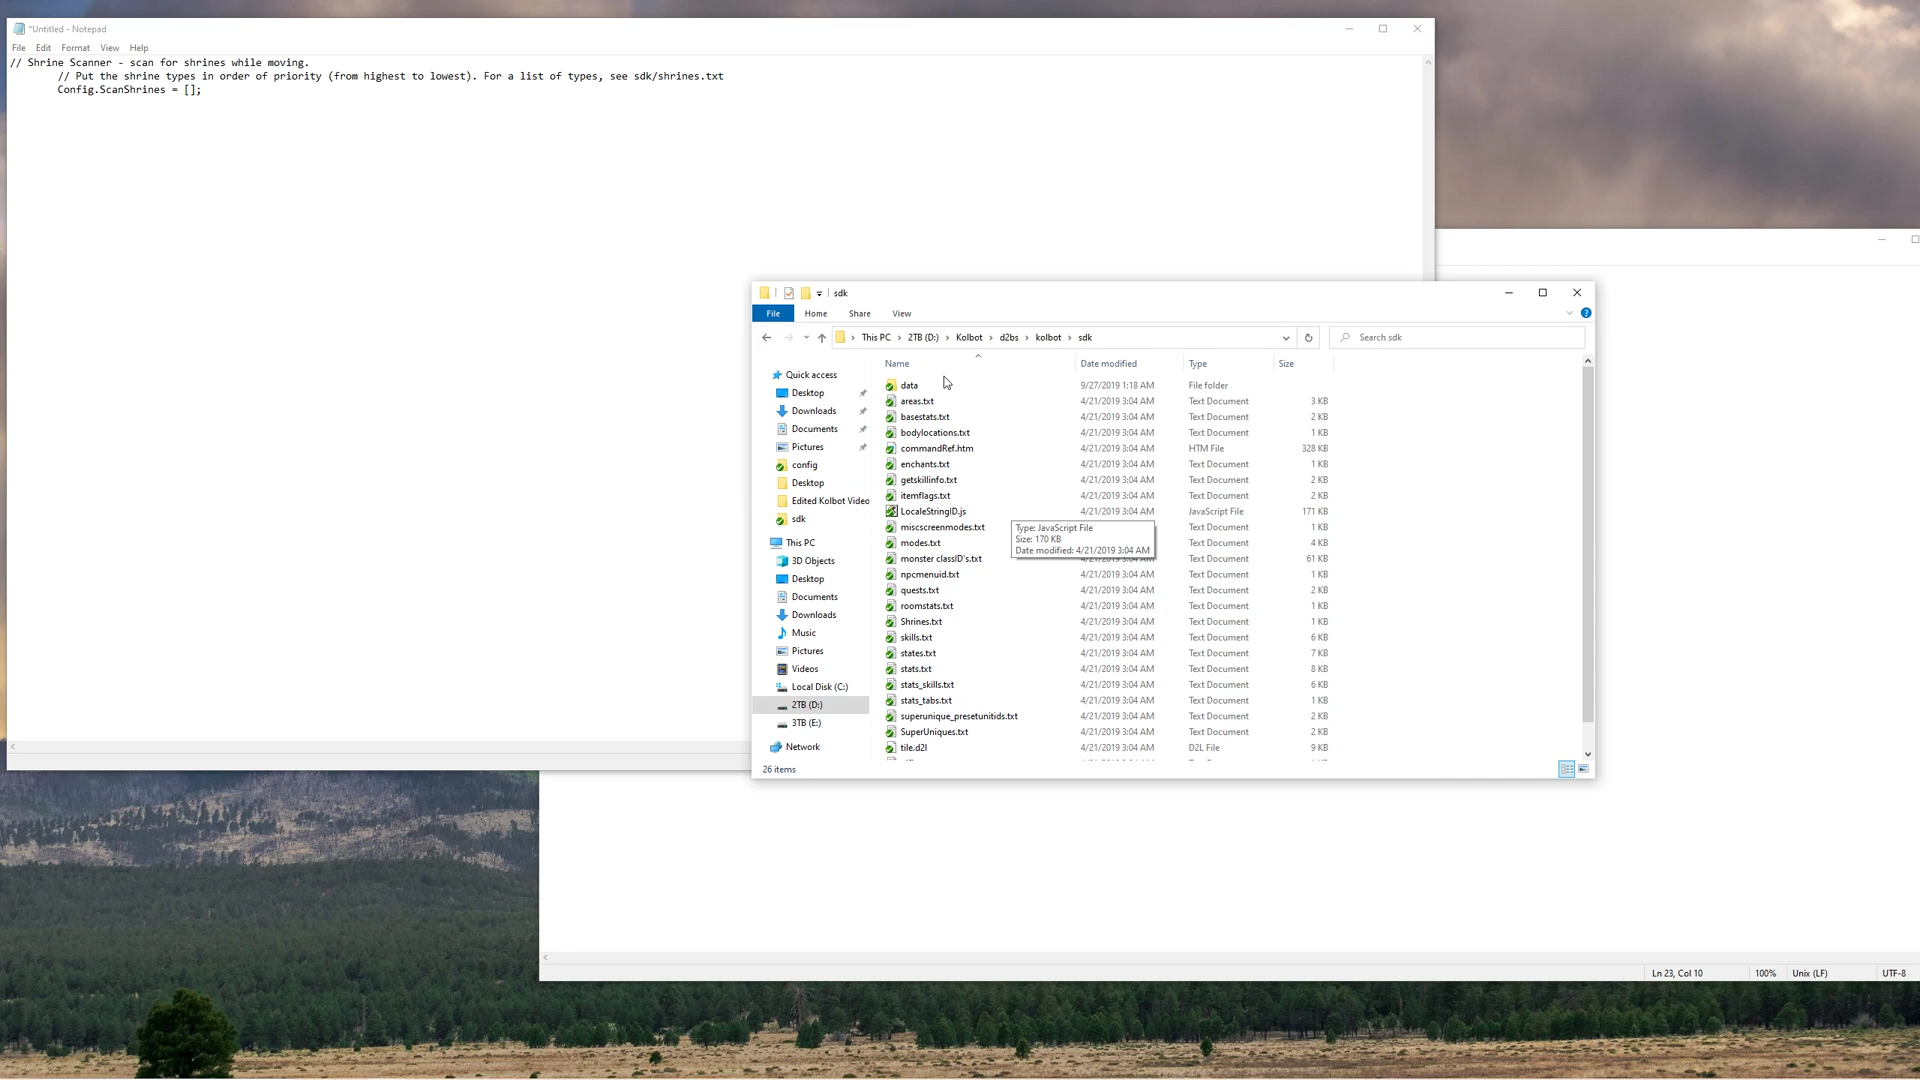 *Untitled - Notepad
File Edit Format View Help
// Shrine Scanner - scan for shrines while moving.
// Put the shrine types in order of priority (from highest to lowest). For a list of types, see sdk/shrines.txt
Config.ScanShrines = [];
sdk
File Home Share View
This PC > 2TB (D:) > Kolbot > d2bs > kolbot > sdk
Search sdk
Name Date modified Type Size
Quick access
Desktop
Downloads
Documents
Pictures
config
Desktop
Edited Kolbot Video
sdk
This PC
3D Objects
Desktop
Documents
Downloads
Music
Pictures
Videos
Local Disk (C:)
2TB (D:)
3TB (E:)
Network
data 9/27/2019 1:18 AM File folder
areas.txt 4/21/2019 3:04 AM Text Document 3 KB
basestats.txt 4/21/2019 3:04 AM Text Document 2 KB
bodylocations.txt 4/21/2019 3:04 AM Text Document 1 KB
commandRef.htm 4/21/2019 3:04 AM HTM File 328 KB
enchants.txt 4/21/2019 3:04 AM Text Document 1 KB
getskillinfo.txt 4/21/2019 3:04 AM Text Document 2 KB
itemflags.txt 4/21/2019 3:04 AM Text Document 2 KB
LocaleStringID.js 4/21/2019 3:04 AM JavaScript File 171 KB
miscscreenmodes.txt Text Document 1 KB
modes.txt Text Document 4 KB
monster classID's.txt Text Document 61 KB
npcmenuid.txt 4/21/2019 3:04 AM Text Document 1 KB
quests.txt 4/21/2019 3:04 AM Text Document 2 KB
roomstats.txt 4/21/2019 3:04 AM Text Document 1 KB
Shrines.txt 4/21/2019 3:04 AM Text Document 1 KB
skills.txt 4/21/2019 3:04 AM Text Document 6 KB
states.txt 4/21/2019 3:04 AM Text Document 7 KB
stats.txt 4/21/2019 3:04 AM Text Document 8 KB
stats_skills.txt 4/21/2019 3:04 AM Text Document 6 KB
stats_tabs.txt 4/21/2019 3:04 AM Text Document 1 KB
superunique_presetunitids.txt 4/21/2019 3:04 AM Text Document 2 KB
SuperUniques.txt 4/21/2019 3:04 AM Text Document 2 KB
tile.d2l 4/21/2019 3:04 AM D2L File 9 KB
Type: JavaScript File
Size: 170 KB
Date modified: 4/21/2019 3:04 AM
26 items
Ln 23, Col 10 100% Unix (LF) UTF-8